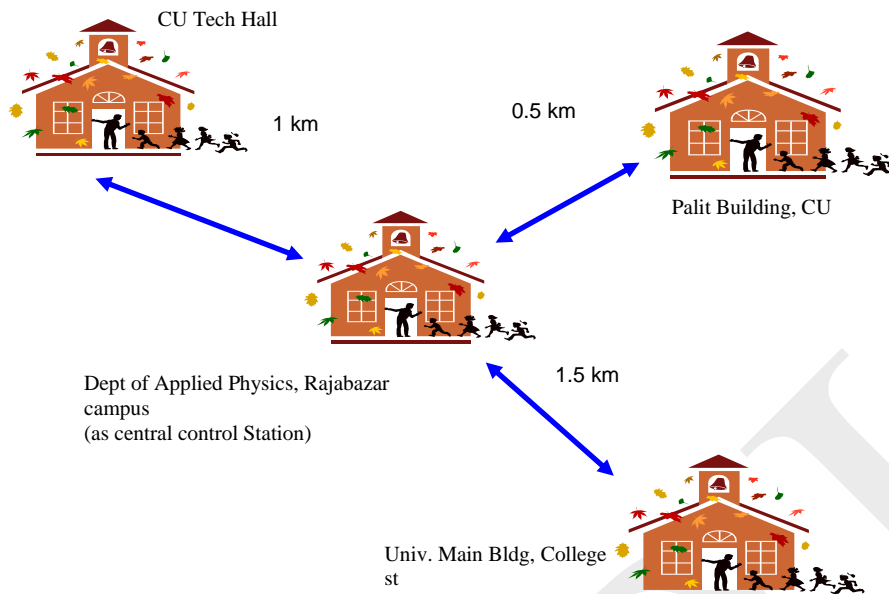 CU Tech Hall
1 km
0.5 km
Palit Building, CU
1.5 km
Dept of Applied Physics, Rajabazar
campus
(as central control Station)
Univ. Main Bldg, College
st